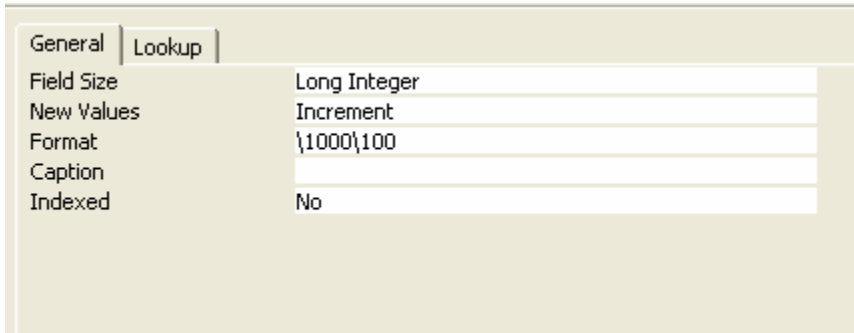 General Lookup
Field Size Long Integer
New Values Increment
Format \1000\100
Caption
Indexed No